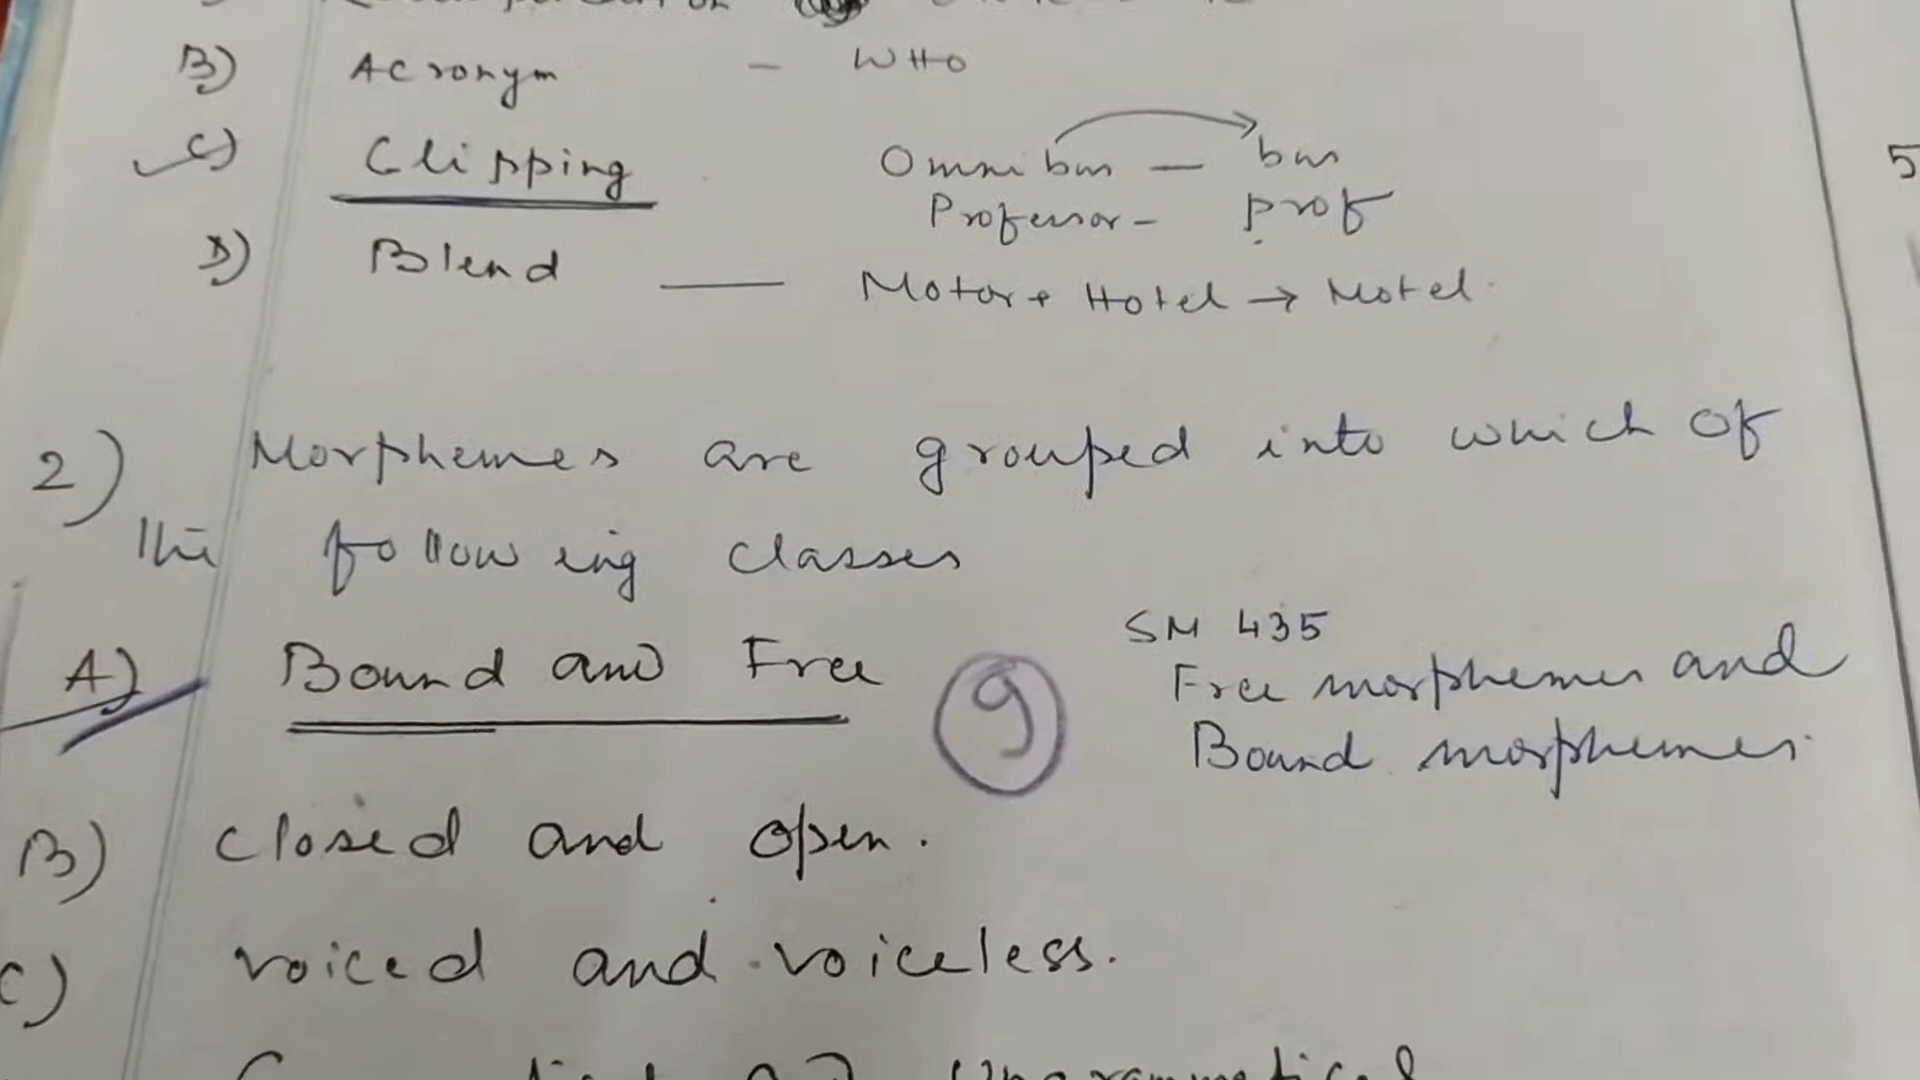 B) Acronym - WHO
C) Clipping Omnibus — bus
Professor - prof
D) Blend — Motor + Hotel → Motel.
5
2) Morphemes are grouped into which of
the following classes
A) Bound and Free 9
SM 435
Free morphemes and
Bound morphemes.
B) closed and open.
C) voiced and voiceless.
Ungrammatical